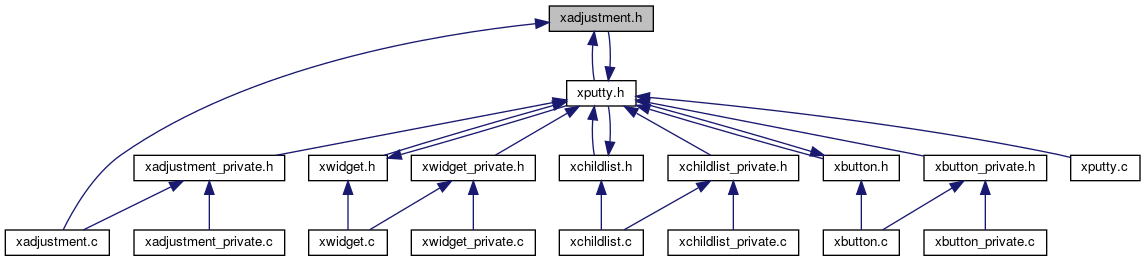 xadjustment.h
xputty.h
xadjustment_private.h
xwidget.h
xwidget_private.h
xchildlist.h
xchildlist_private.h
xbutton.h
xbutton_private.h
xputty.c
xadjustment.c
xadjustment_private.c
xwidget.c
xwidget_private.c
xchildlist.c
xchildlist_private.c
xbutton.c
xbutton_private.c